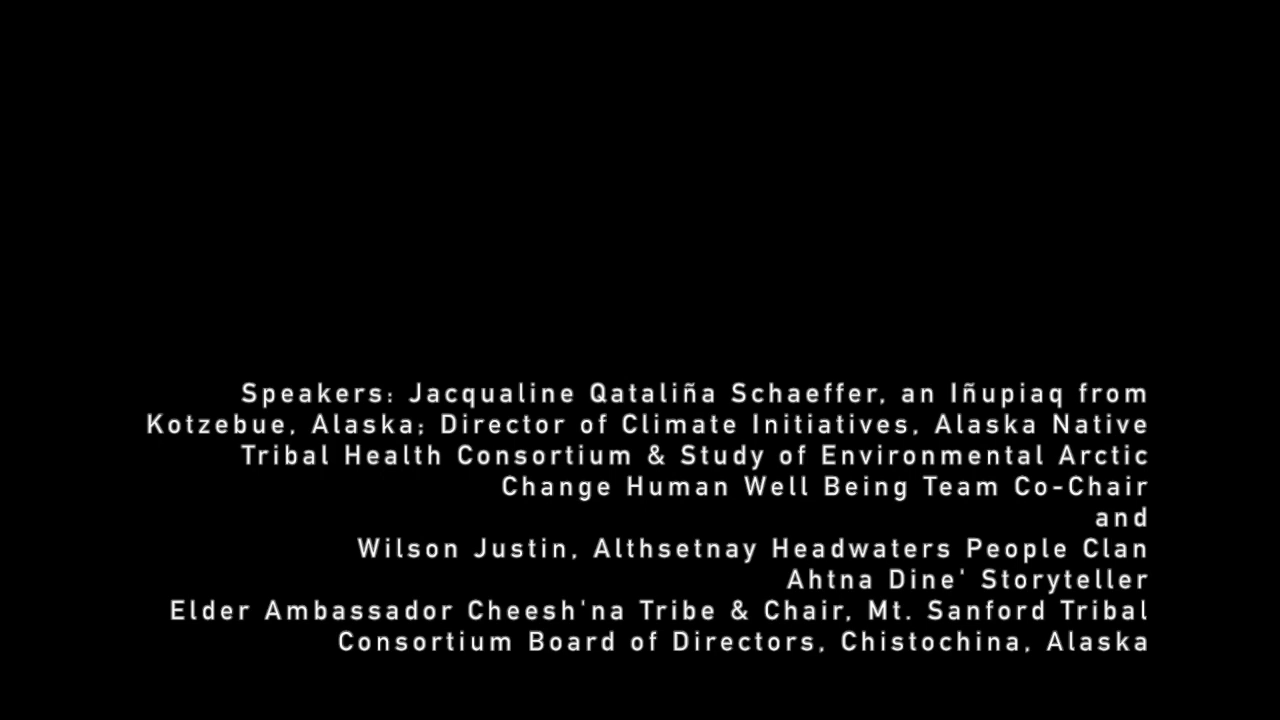 Speakers: Jacqualine Qataliña Schaeffer, an Iñupiaq from
Kotzebue, Alaska; Director of Climate Initiatives, Alaska Native
Tribal Health Consortium & Study of Environmental Arctic
Change Human Well Being Team Co-Chair
and
Wilson Justin, Althsetnay Headwaters People Clan
Ahtna Dine' Storyteller
Elder Ambassador Cheesh'na Tribe & Chair, Mt. Sanford Tribal
Consortium Board of Directors, Chistochina, Alaska